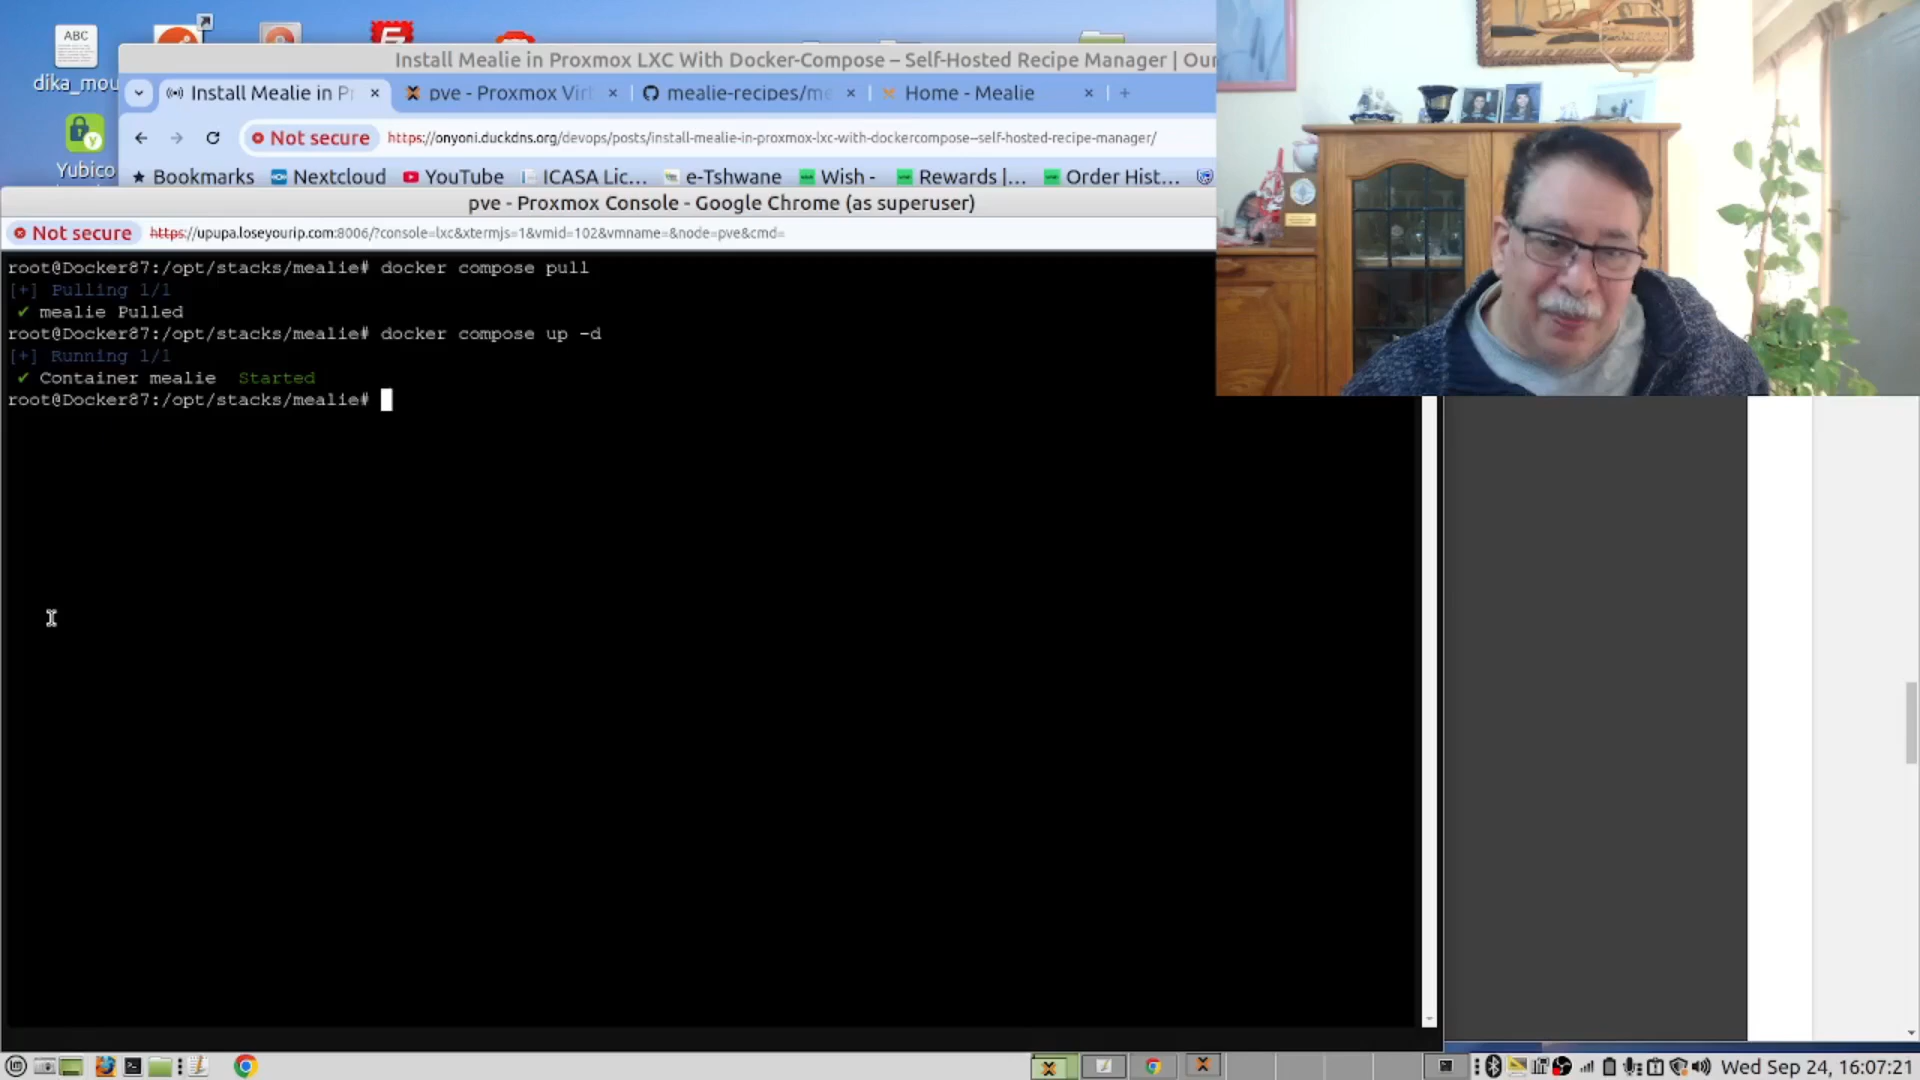 ABC
dika_mou
Yubico
Install Mealie in Proxmox LXC With Docker-Compose – Self-Hosted Recipe Manager | Our
Install Mealie in Pr
pve - Proxmox Virt
mealie-recipes/me
Home - Mealie
Not secure
https://onyoni.duckdns.org/devops/posts/install-mealie-in-proxmox-lxc-with-dockercompose--self-hosted-recipe-manager/
Bookmarks
Nextcloud
YouTube
ICASA Lic...
e-Tshwane
Wish -
Rewards |...
Order Hist...
pve - Proxmox Console - Google Chrome (as superuser)
Not secure
https://upupa.loseyourip.com:8006/?console=lxc&xtermjs=1&vmid=102&vmname=&node=pve&cmd=
root@Docker87:/opt/stacks/mealie# docker compose pull
[+] Pulling 1/1
✔ mealie Pulled
root@Docker87:/opt/stacks/mealie# docker compose up -d
[+] Running 1/1
✔ Container mealie Started
root@Docker87:/opt/stacks/mealie#
Wed Sep 24, 16:07:21